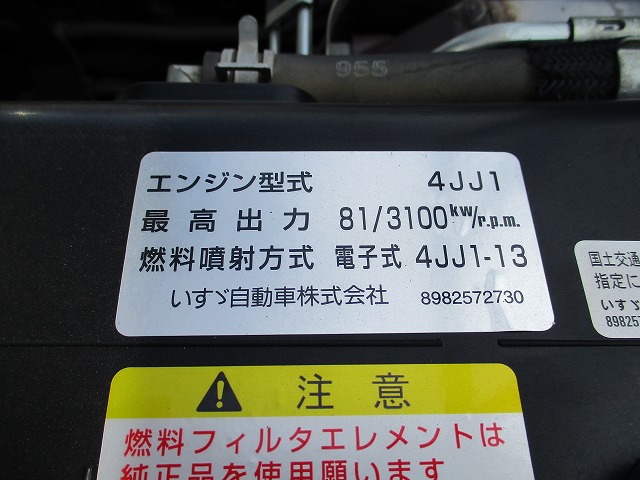 955
エンジン型式 4JJ1
最高出力 81/3100kW/r.p.m.
燃料噴射方式 電子式 4JJ1-13
いすゞ自動車株式会社 8982572730
国土交通
指定に
いすゞ
898257
注意
燃料フィルタエレメントは
純正品を使用願います